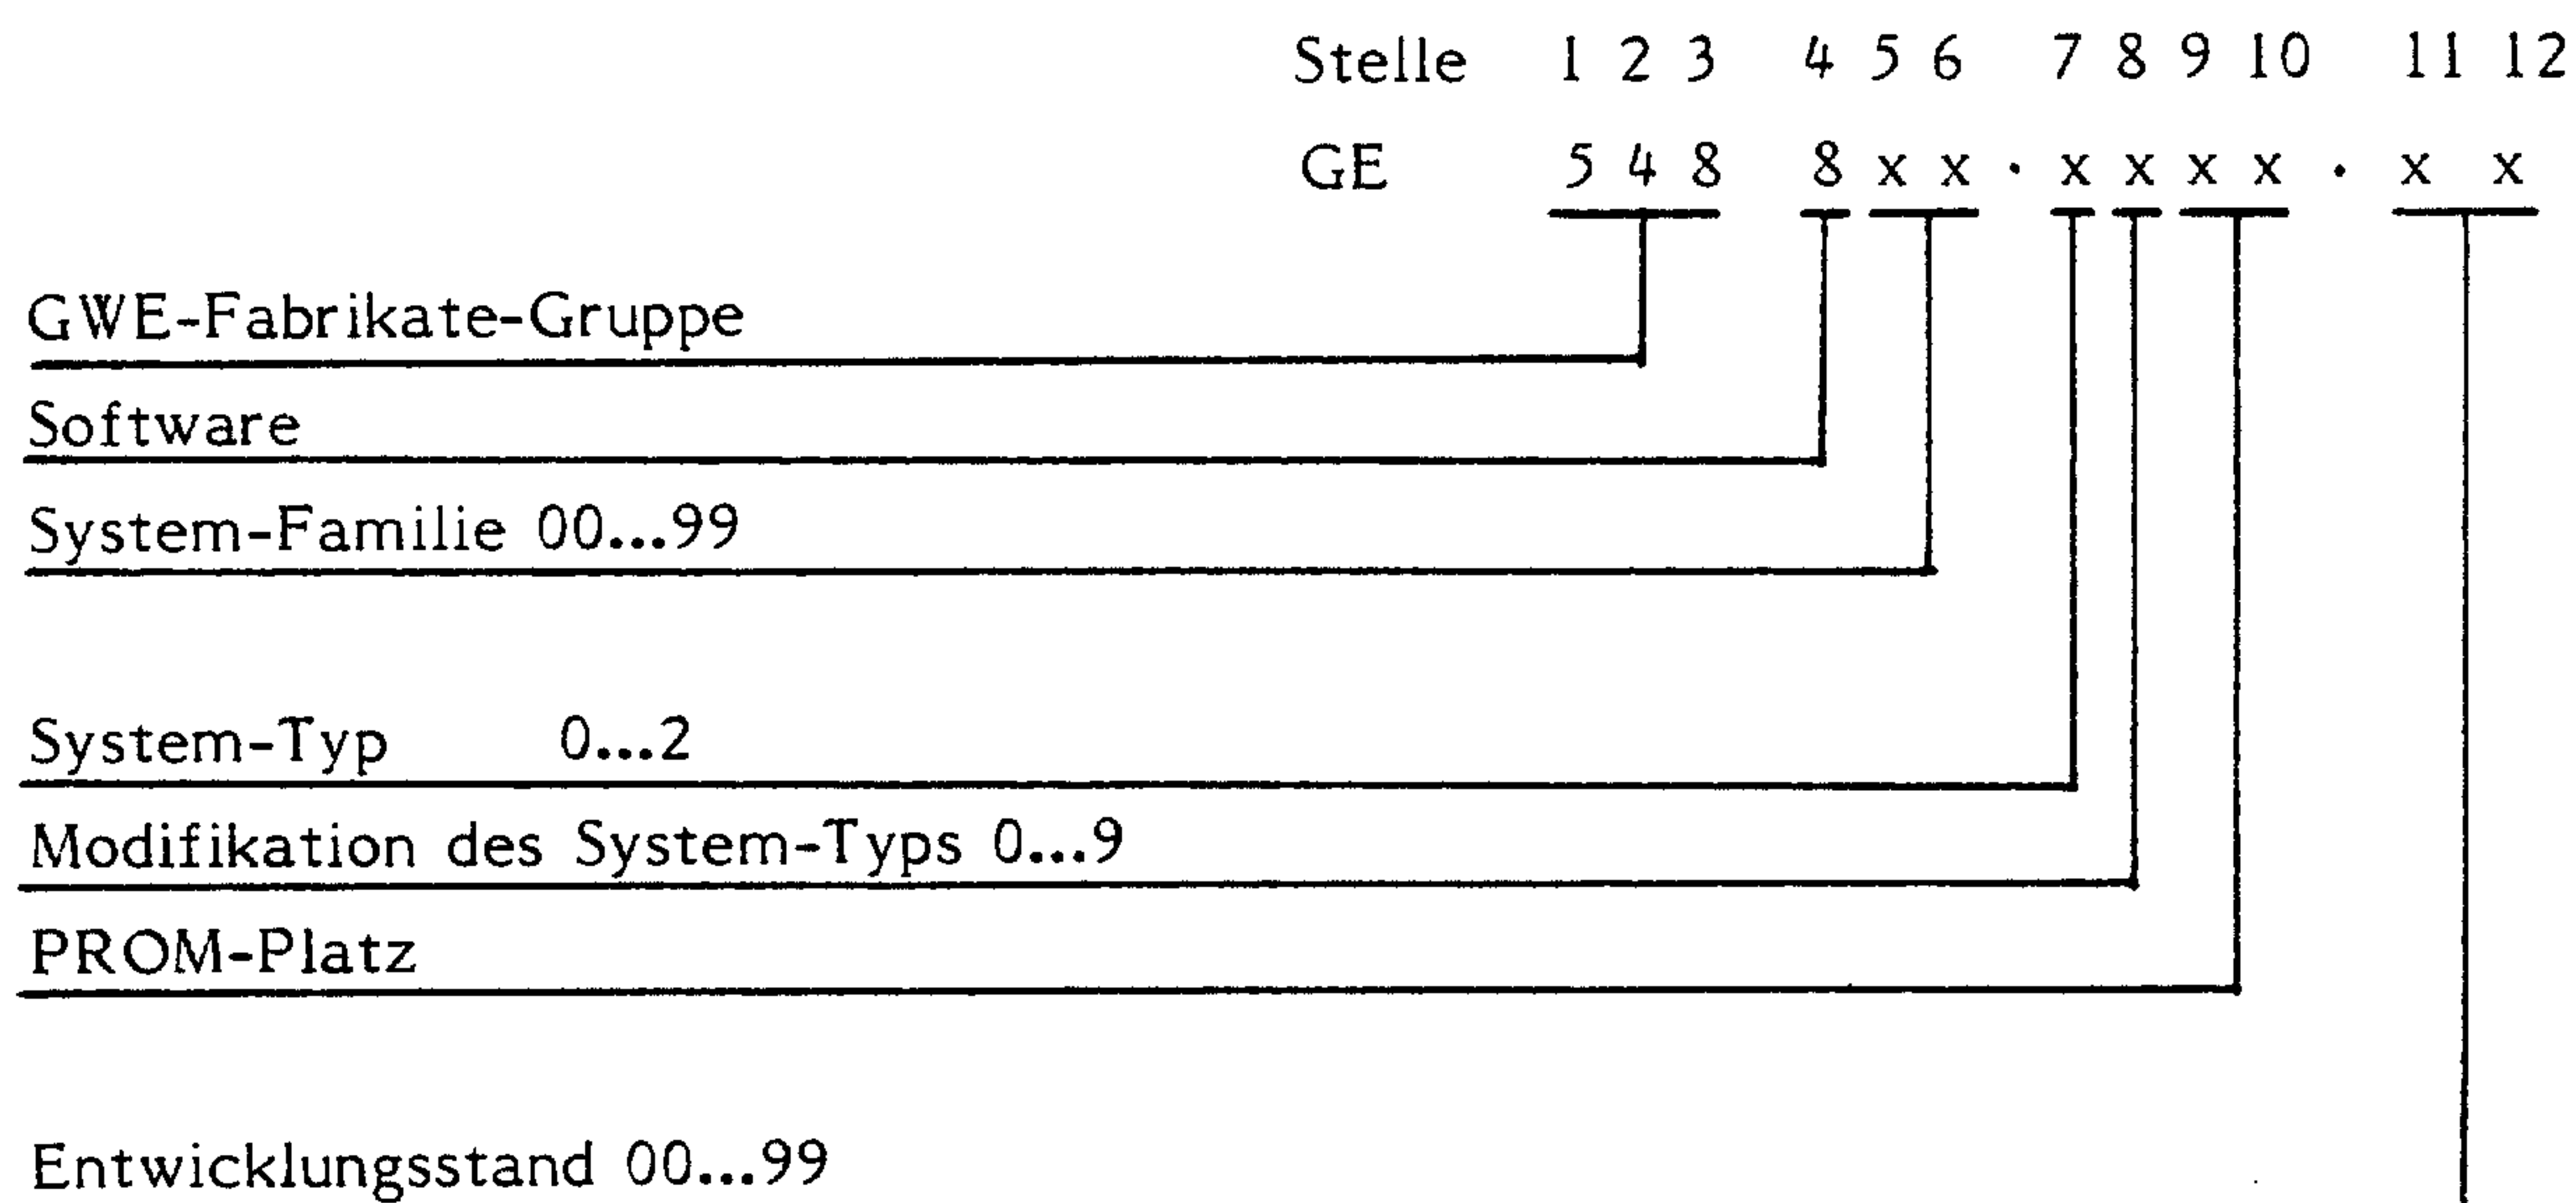 Stelle 1 2 3 4 5 6 7 8 9 10 11 12
GE 5 4 8 8 x x . x x x x . x x
GWE-Fabrikate-Gruppe
Software
System-Familie 00...99
System-Typ 0...2
Modifikation des System-Typs 0...9
PROM-Platz
Entwicklungsstand 00...99